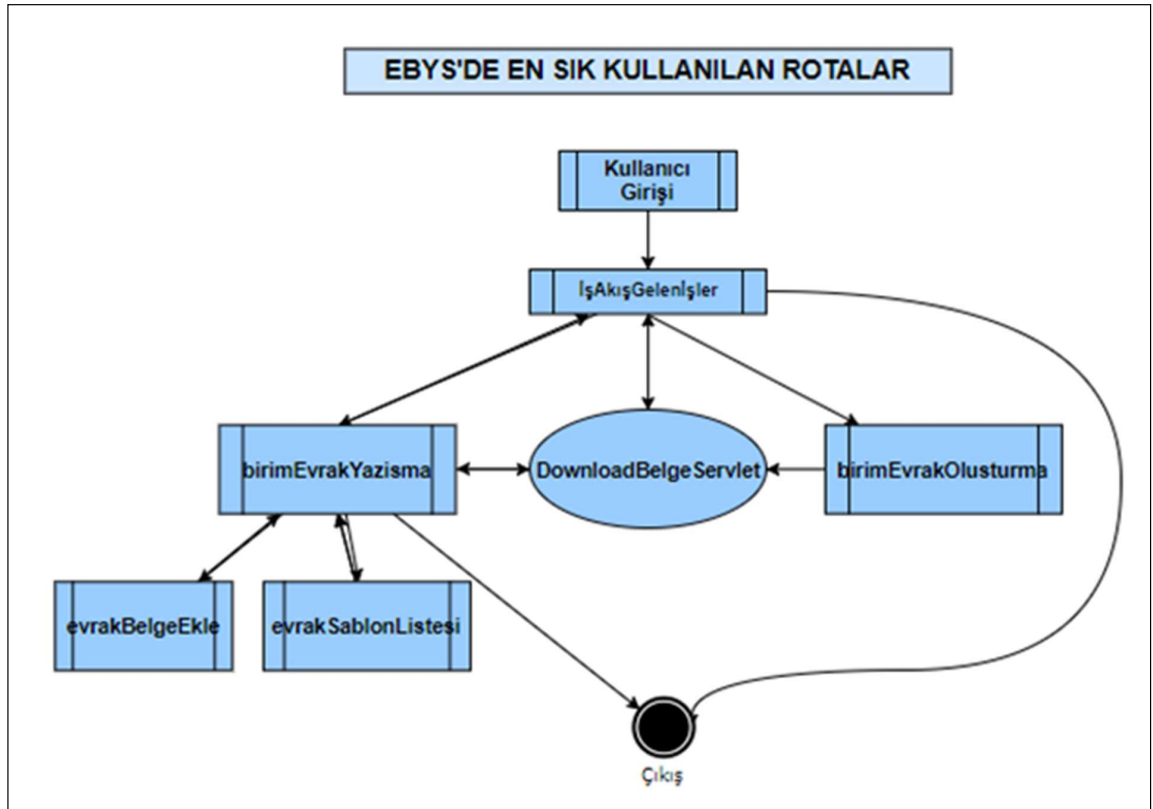 EBYS'DE EN SIK KULLANILAN ROTALAR
Kullanıcı
Girişi
İşAkışGelenİşler
birimEvrakYazisma
DownloadBelgeServlet
birimEvrakOlusturma
evrakBelgeEkle
evrakSablonListesi
Çıkış